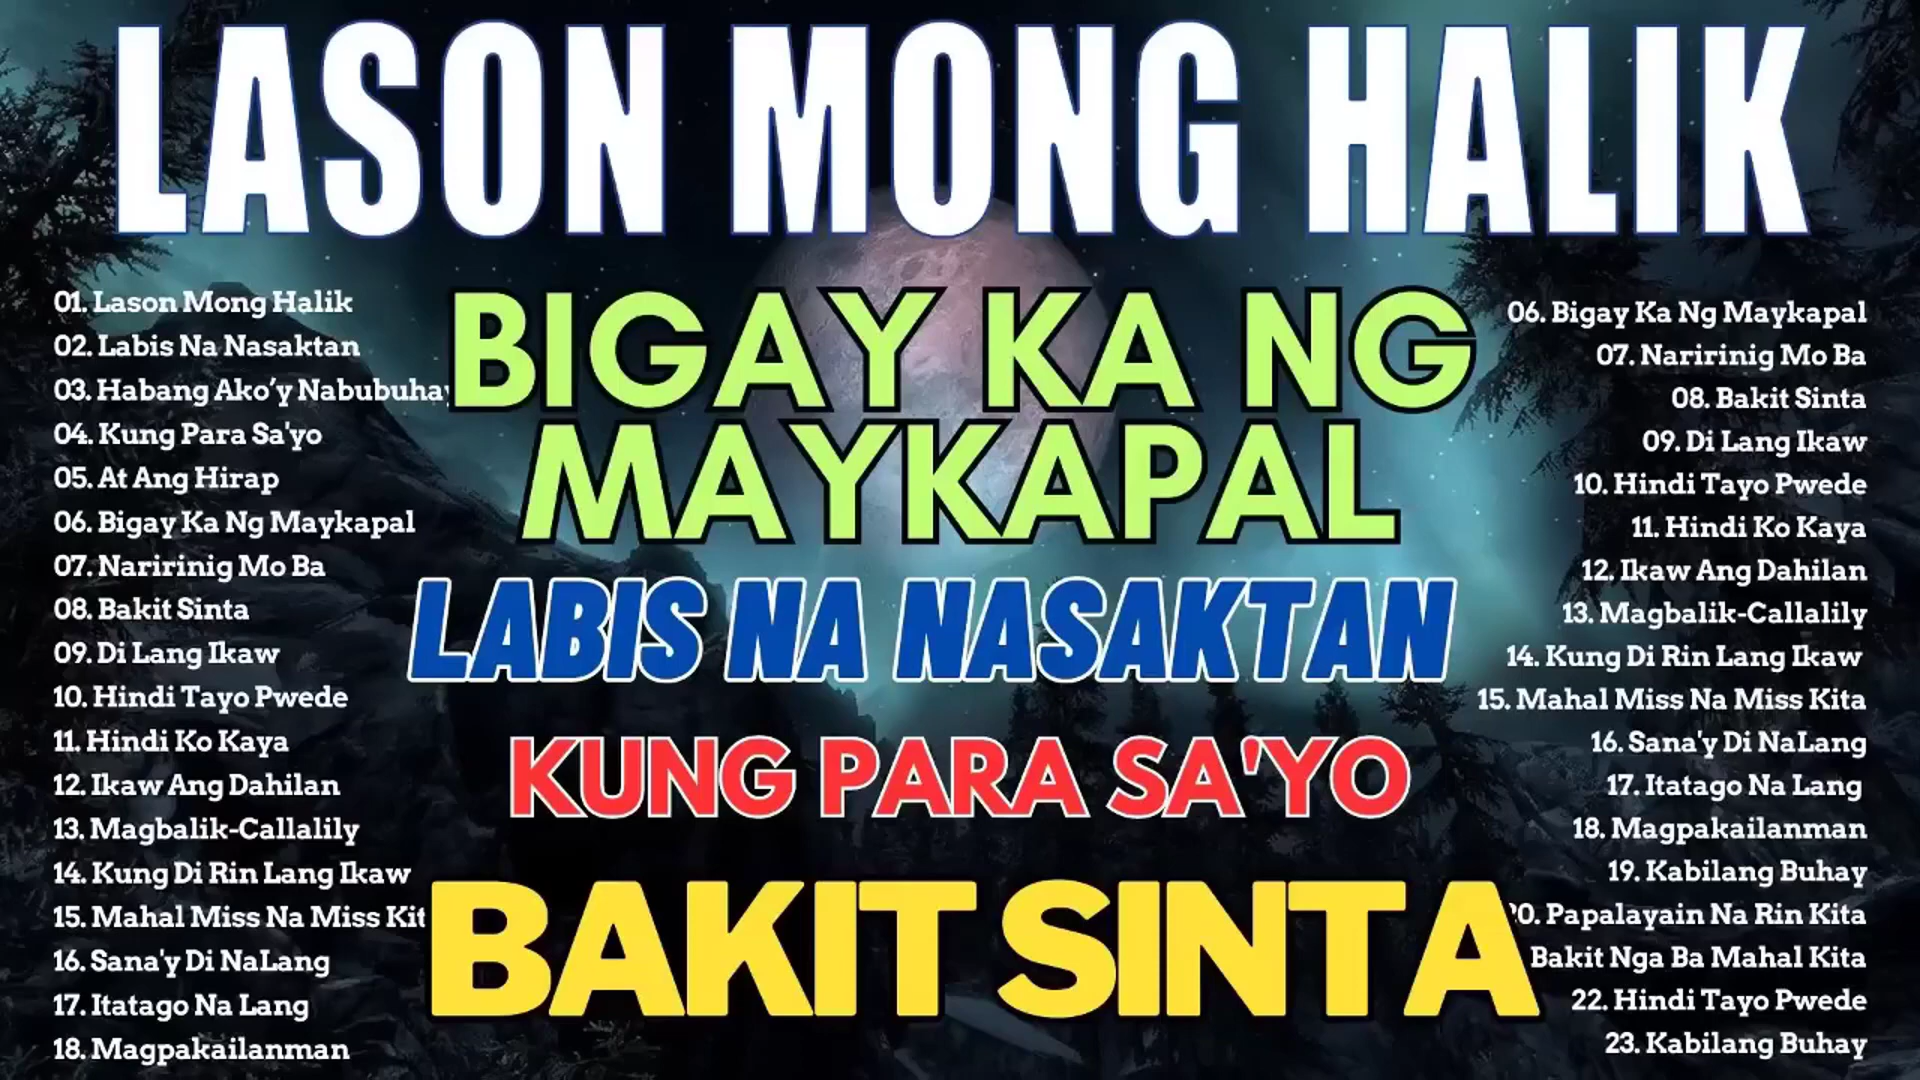 LASON MONG HALIK
01. Lason Mong Halik
02. Labis Na Nasaktan
03. Habang Ako’y Nabubuhay
04. Kung Para Sa'yo
05. At Ang Hirap
06. Bigay Ka Ng Maykapal
07. Naririnig Mo Ba
08. Bakit Sinta
09. Di Lang Ikaw
10. Hindi Tayo Pwede
11. Hindi Ko Kaya
12. Ikaw Ang Dahilan
13. Magbalik-Callalily
14. Kung Di Rin Lang Ikaw
15. Mahal Miss Na Miss Kit
16. Sana'y Di NaLang
17. Itatago Na Lang
18. Magpakailanman
BIGAY KA NG
MAYKAPAL
LABIS NA NASAKTAN
KUNG PARA SA'YO
BAKIT SINTA
06. Bigay Ka Ng Maykapal
07. Naririnig Mo Ba
08. Bakit Sinta
09. Di Lang Ikaw
10. Hindi Tayo Pwede
11. Hindi Ko Kaya
12. Ikaw Ang Dahilan
13. Magbalik-Callalily
14. Kung Di Rin Lang Ikaw
15. Mahal Miss Na Miss Kita
16. Sana'y Di NaLang
17. Itatago Na Lang
18. Magpakailanman
19. Kabilang Buhay
20. Papalayain Na Rin Kita
Bakit Nga Ba Mahal Kita
22. Hindi Tayo Pwede
23. Kabilang Buhay